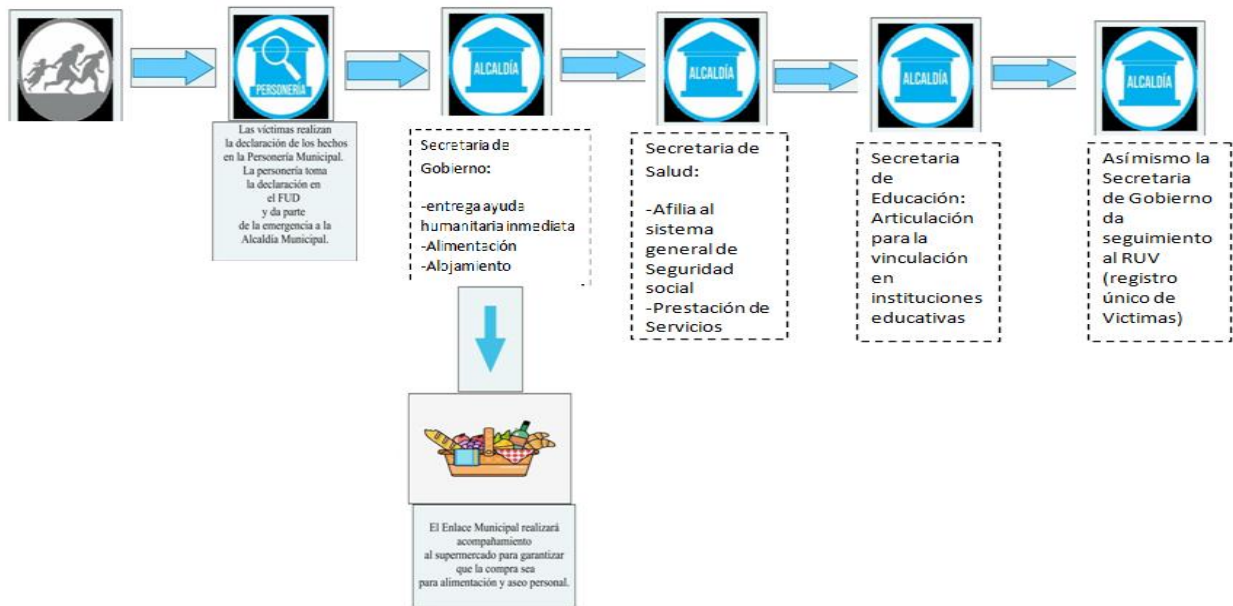 PERSONERÍA
Las víctimas realizan
la declaración de los hechos
en la Personería Municipal.
La personería toma
la declaración en
el FUD
y da parte
de la emergencia a la
Alcaldía Municipal.
ALCALDÍA
Secretaria de
Gobierno:
-entrega ayuda
humanitaria inmediata
-Alimentación
-Alojamiento
El Enlace Municipal realizará
acompañamiento
al supermercado para garantizar
que la compra sea
para alimentación y aseo personal.
ALCALDÍA
Secretaria de
Salud:
-Afilia al
sistema
general de
Seguridad
social
-Prestación de
Servicios
ALCALDÍA
Secretaria
de
Educación:
Articulación
para la
vinculación
en
instituciones
educativas
ALCALDÍA
Así mismo la
Secretaria
de Gobierno
da
seguimiento
al RUV
(registro
único de
Victimas)